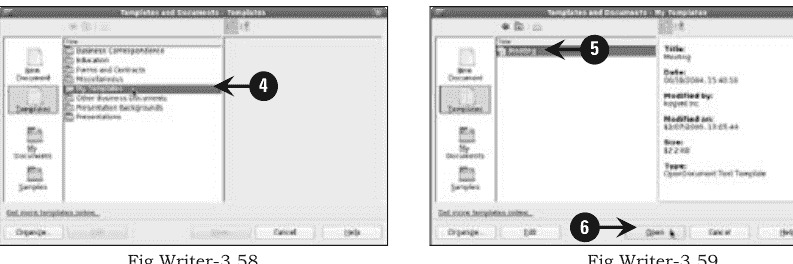 Templates and Documents - Templates
Title
Business Correspondence
Education
Forms and Contracts
Miscellaneous
My Templates
Other Business Documents
Presentation Backgrounds
Presentations
New
Document
Templates
My
Documents
Samples
4
Get more templates online...
Organize...
Edit
Open
Cancel
Help
Fig Writer-3.58
Templates and Documents - My Templates
Title
Meeting
5
New
Document
Templates
My
Documents
Samples
Title:
Meeting
Date:
Modified by:
Modified on:
Size:
Type:
OpenDocument Text Template
Get more templates online...
6
Organize...
Edit
Open
Cancel
Fig Writer-3.59